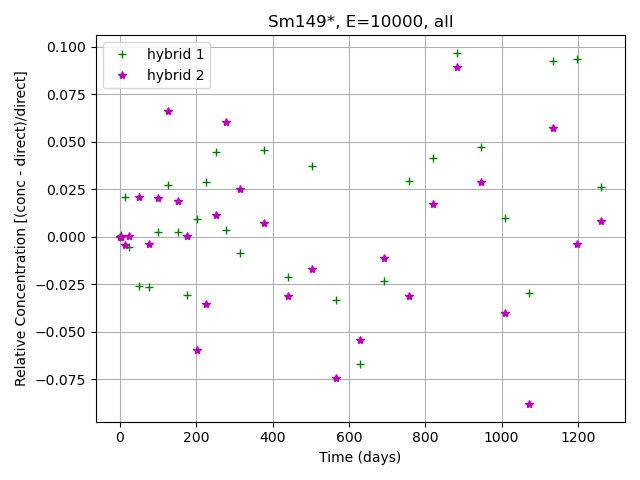 Sm149*, E=10000, all
hybrid 1
hybrid 2
Relative Concentration [(conc - direct)/direct]
0.100
0.075
0.050
0.025
0.000
−0.025
−0.050
−0.075
0 200 400 600 800 1000 1200
Time (days)